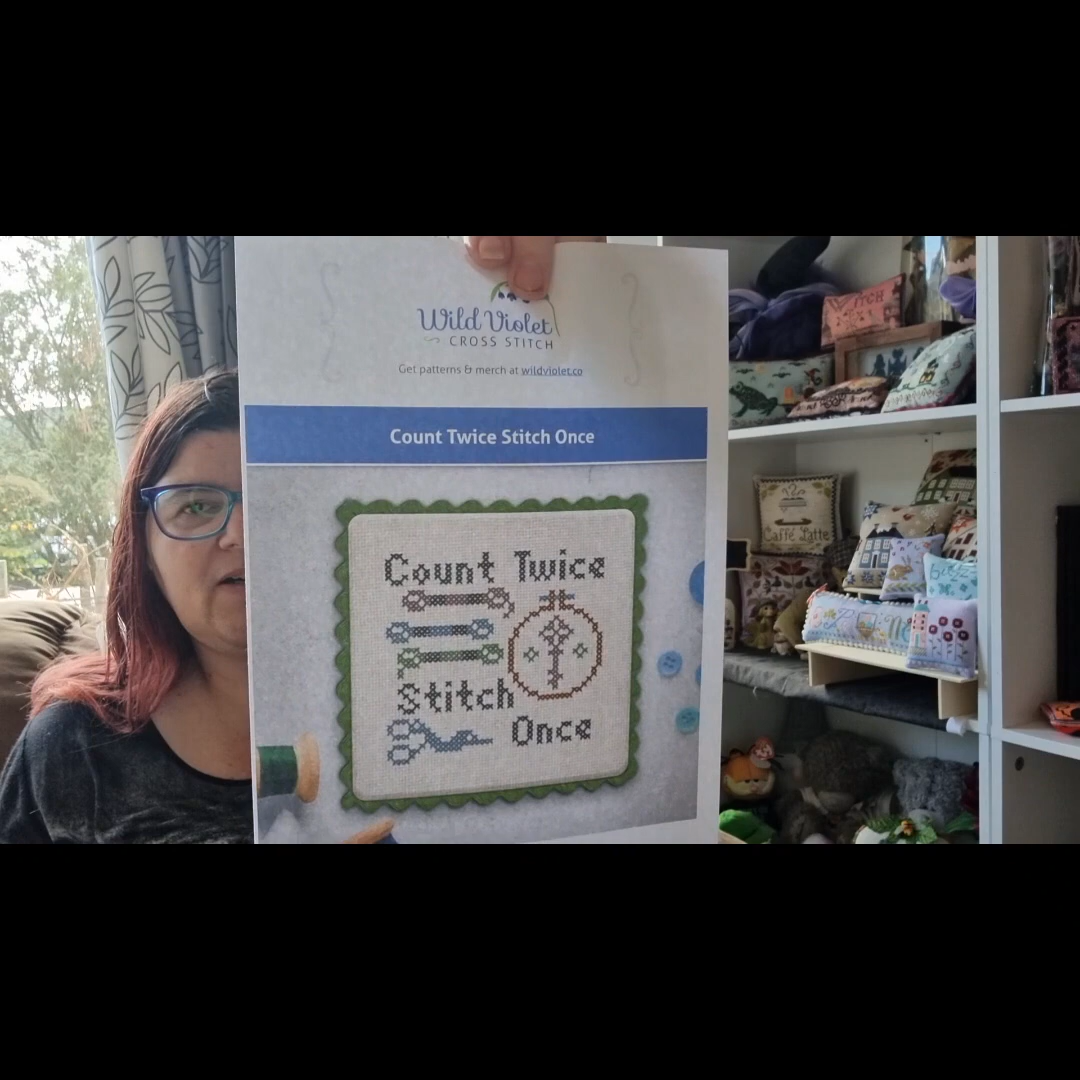 Wild Violet
CROSS STITCH
Get patterns & merch at wildviolet.co
Count Twice Stitch Once
Count Twice
Stitch
Once
Caffé Latte